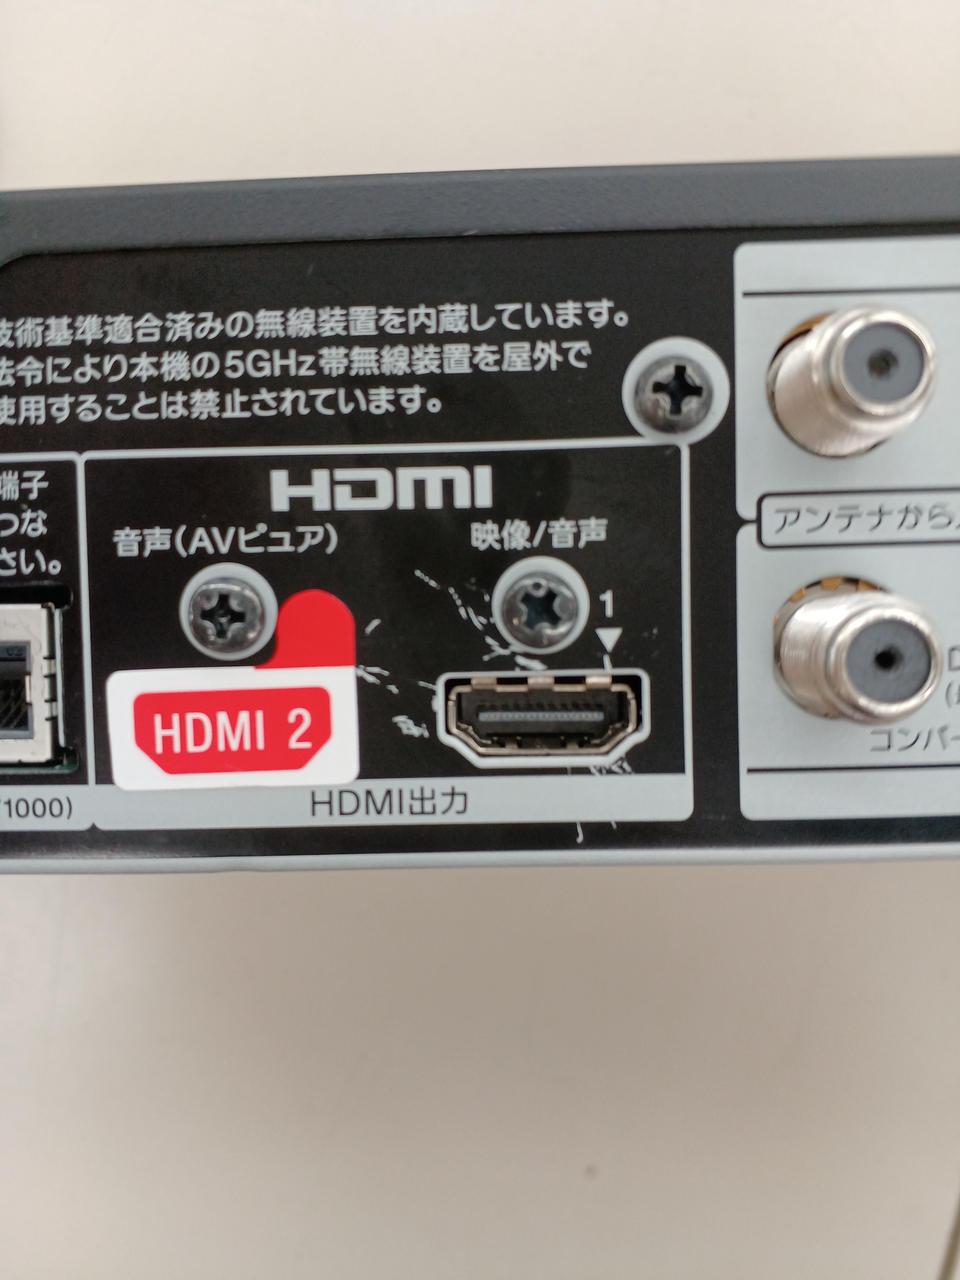 技術基準適合済みの無線装置を内蔵しています。
法令により本機の5GHz帯無線装置を屋外で
使用することは禁止されています。
端子
つな
さい。
1000)
HDMI
音声(AVピュア)
映像/音声
1
HDMI 2
HDMI出力
アンテナから
コンバー